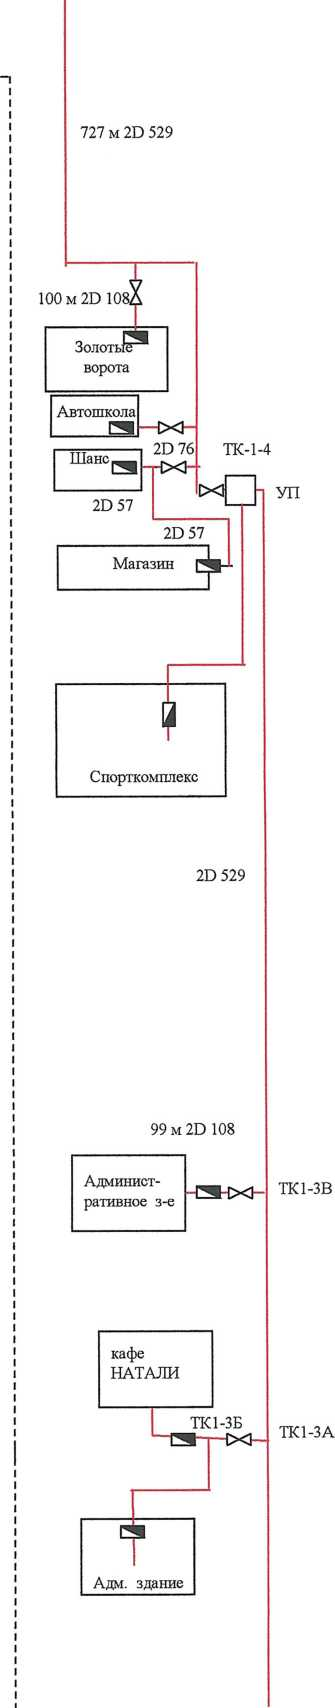 727 м 2D 529
100 м 2D 108
Золотые
ворота
Автошкола
2D 76
ТК-1-4
Шанс
УП
2D 57
2D 57
Магазин
Спорткомплекс
2D 529
99 м 2D 108
Админист-
ративное з-е
ТК1-3В
кафе
НАТАЛИ
ТК1-3Б
ТК1-3А
Адм. здание